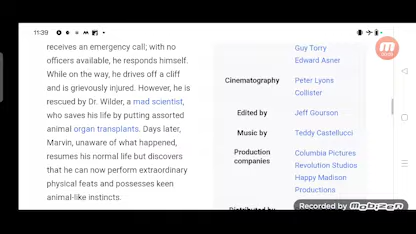 11:39
receives an emergency call; with no
officers available, he responds himself.
While on the way, he drives off a cliff
and is grievously injured. However, he is
rescued by Dr. Wilder, a mad scientist,
who saves his life by putting assorted
animal organ transplants. Days later,
Marvin, unaware of what happened,
resumes his normal life but discovers
that he can now perform extraordinary
physical feats and possesses keen
animal-like instincts.
Guy Torry
Edward Asner
Cinematography
Peter Lyons
Collister
Edited by
Jeff Gourson
Music by
Teddy Castellucci
Production
companies
Columbia Pictures
Revolution Studios
Happy Madison
Productions
Recorded by
MOBIZEN